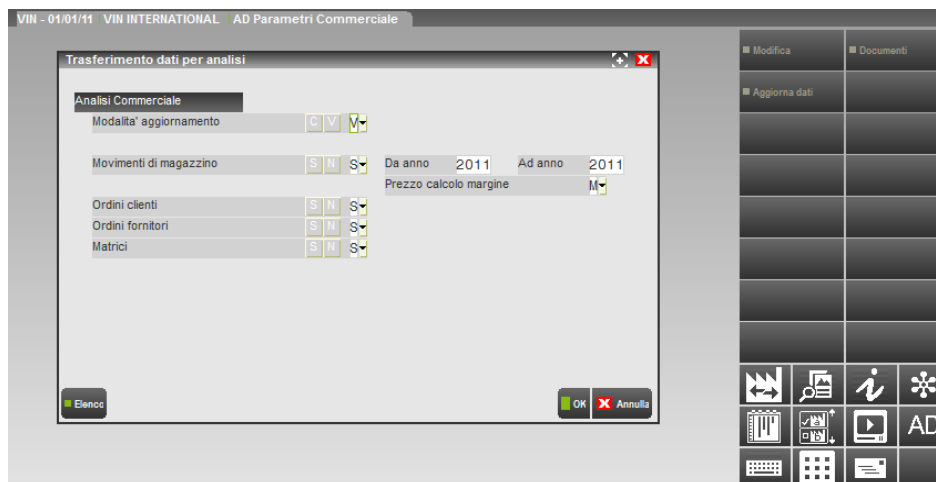 VIN - 01/01/11 VIN INTERNATIONAL AD Parametri Commerciale
Trasferimento dati per analisi
Analisi Commerciale
Modalita' aggiornamento C V V
Movimenti di magazzino S N S Da anno 2011 Ad anno 2011
Prezzo calcolo margine M
Ordini clienti S N S
Ordini fornitori S N S
Matrici S N S
Elenco OK Annulla
Modifica Documenti
Aggiorna dati
AD